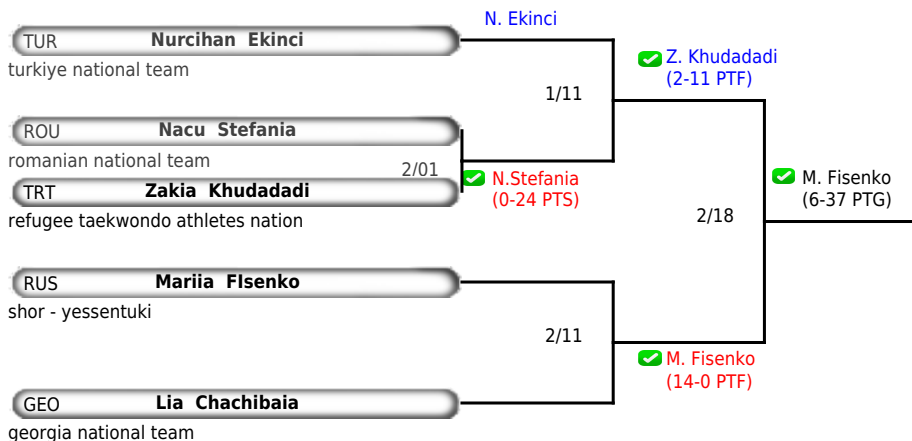 N. Ekinci
TUR Nurcihan Ekinci
turkiye national team
Z. Khudadadi
(2-11 PTF)
1/11
ROU Nacu Stefania
romanian national team
2/01
N.Stefania
(0-24 PTS)
TRT Zakia Khudadadi
refugee taekwondo athletes nation
M. Fisenko
(6-37 PTG)
2/18
RUS Mariia FIsenko
shor - yessentuki
2/11
M. Fisenko
(14-0 PTF)
GEO Lia Chachibaia
georgia national team